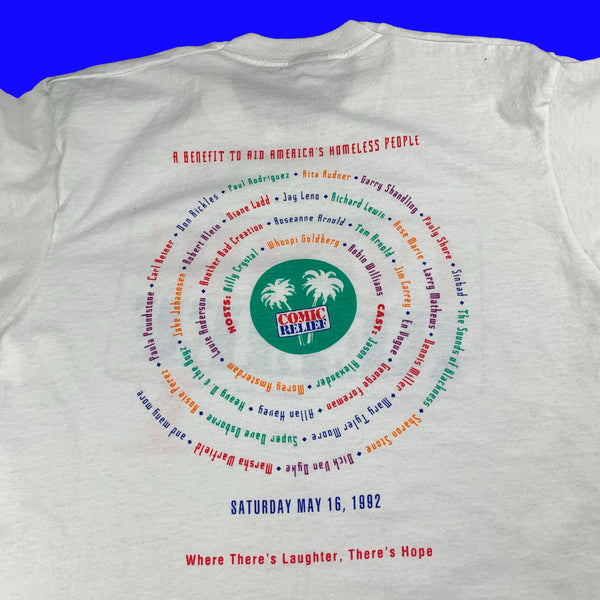 A BENEFIT TO AID AMERICA'S HOMELESS PEOPLE
HOSTS: Billy Crystal ◆ Whoopi Goldberg ◆ Robin Williams
CAST: Jason Alexander ◆ Morey Amsterdam ◆ Louie Anderson ◆ Another Bad Creation ◆ Roseanne Arnold ◆ Tom Arnold ◆ Jim Carrey ◆ En Vogue ◆ George Foreman ◆ Allan Havey ◆ Heavy D & the Boyz ◆ Jake Johannsen ◆ Robert Klein ◆ Diane Ladd ◆ Jay Leno ◆ Richard Lewis ◆ Rose Marie ◆ Larry Mathews ◆ Dennis Miller ◆ Mary Tyler Moore ◆ Super Dave Osborne ◆ Rosie Perez ◆ Paula Poundstone ◆ Carl Reiner ◆ Don Rickles ◆ Paul Rodriguez ◆ Rita Rudner ◆ Garry Shandling ◆ Pauly Shore ◆ Sinbad ◆ The Sounds of Blackness ◆ Sharon Stone ◆ Dick Van Dyke ◆ Marsha Warfield ◆ and many more
COMIC
RELIEF
SATURDAY MAY 16, 1992
Where There's Laughter, There's Hope